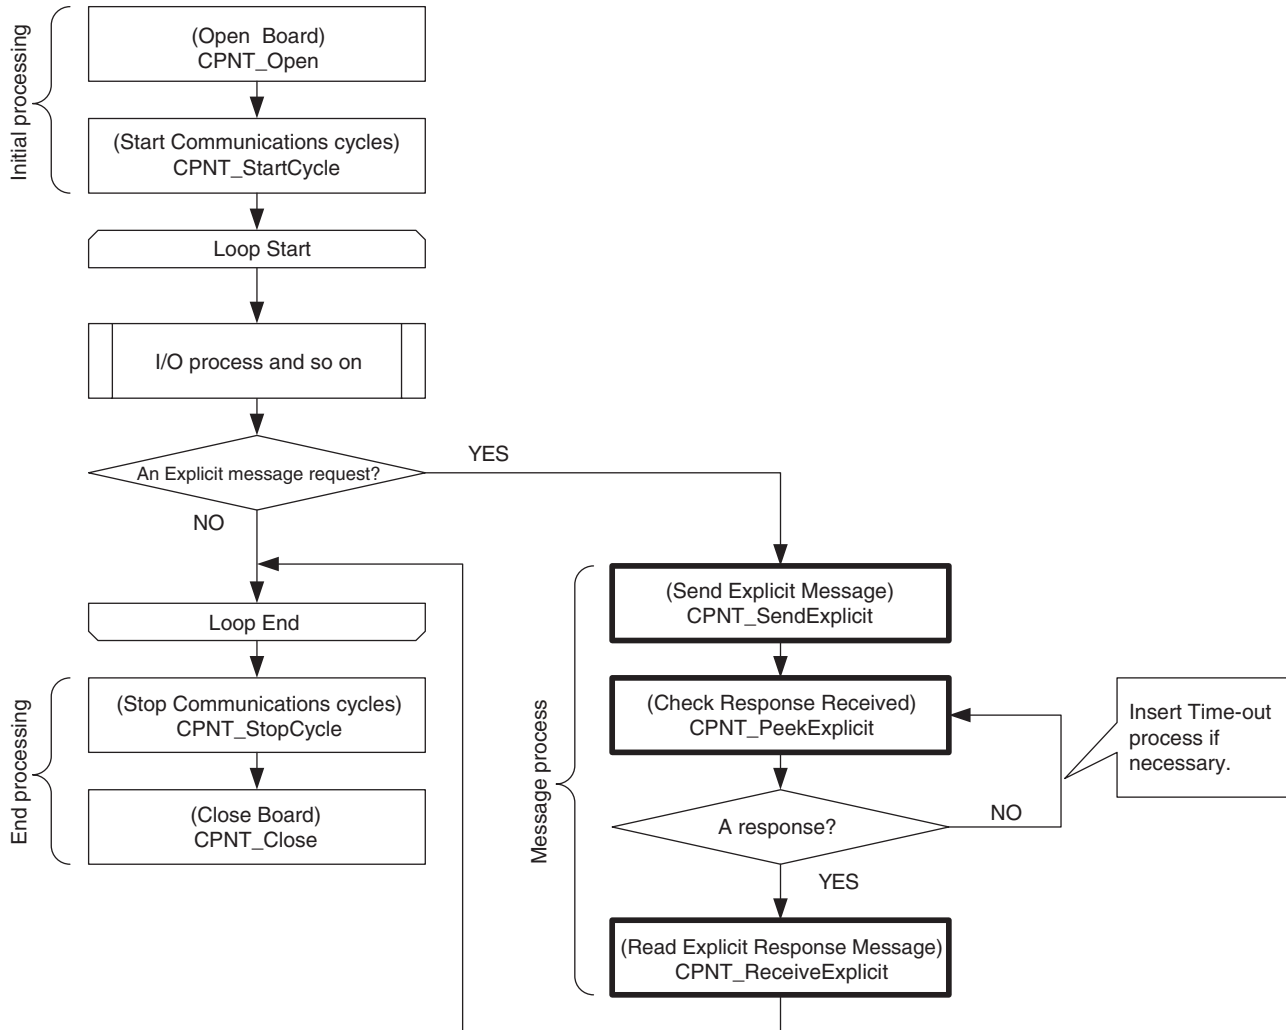 Initial processing
(Open Board)
CPNT_Open
(Start Communications cycles)
CPNT_StartCycle
Loop Start
I/O process and so on
An Explicit message request?
YES
NO
Loop End
End processing
(Stop Communications cycles)
CPNT_StopCycle
(Close Board)
CPNT_Close
Message process
(Send Explicit Message)
CPNT_SendExplicit
(Check Response Received)
CPNT_PeekExplicit
A response?
NO
YES
(Read Explicit Response Message)
CPNT_ReceiveExplicit
Insert Time-out
process if
necessary.